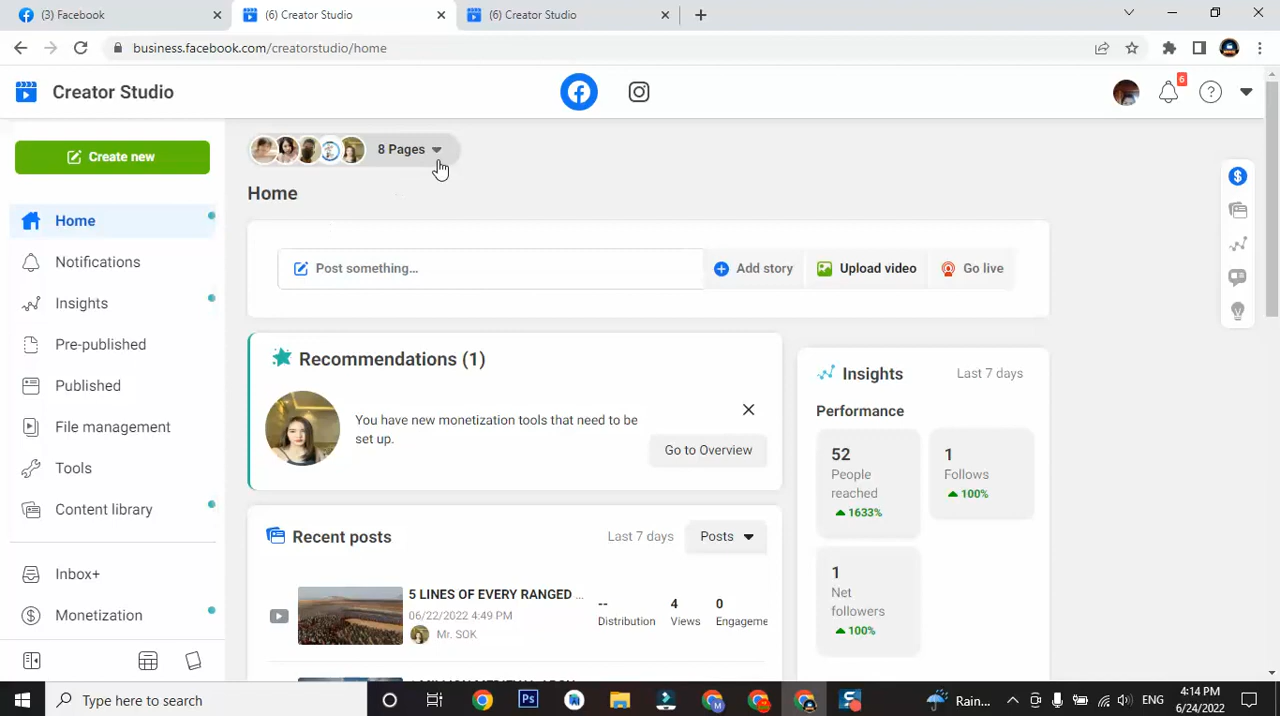 (3) Facebook
(6) Creator Studio
(6) Creator Studio
business.facebook.com/creatorstudio/home
Creator Studio
6
Create new
8 Pages
Home
Home
Notifications
Insights
Pre-published
Published
File management
Tools
Content library
Inbox+
Monetization
Post something...
Add story
Upload video
Go live
Recommendations (1)
You have new monetization tools that need to be
set up.
Go to Overview
Insights
Last 7 days
Performance
52
People
reached
1633%
1
Follows
100%
1
Net
followers
100%
Recent posts
Last 7 days
Posts
5 LINES OF EVERY RANGED ...
06/22/2022 4:49 PM
Mr. SOK
--
Distribution
4
Views
0
Engageme
Type here to search
Rain...
ENG
4:14 PM
6/24/2022